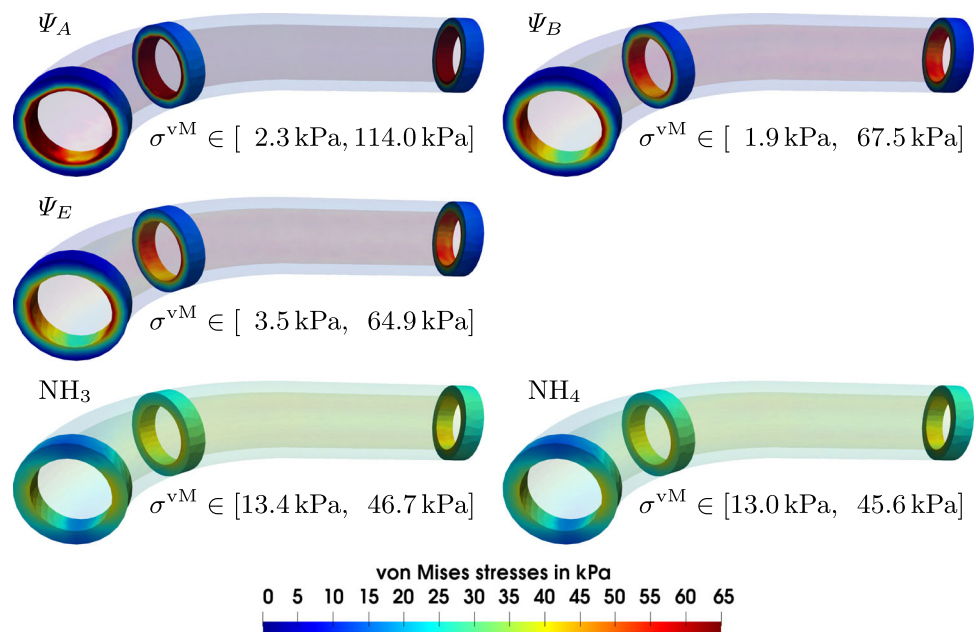 Ψ_A
σ^vM ∈ [ 2.3 kPa, 114.0 kPa]
Ψ_B
σ^vM ∈ [ 1.9 kPa, 67.5 kPa]
Ψ_E
σ^vM ∈ [ 3.5 kPa, 64.9 kPa]
NH₃
σ^vM ∈ [13.4 kPa, 46.7 kPa]
NH₄
σ^vM ∈ [13.0 kPa, 45.6 kPa]
von Mises stresses in kPa
0 5 10 15 20 25 30 35 40 45 50 55 60 65